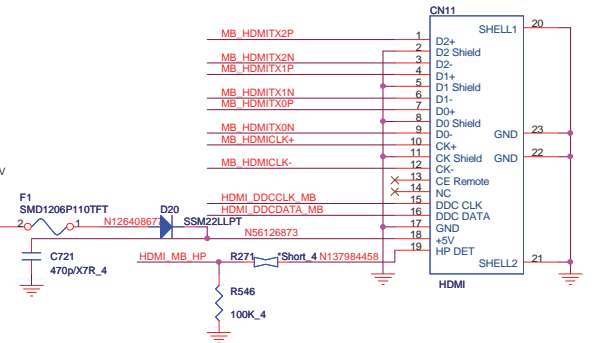 CN11
SHELL1 20
MB_HDMITX2P 1 D2+
2 D2 Shield
MB_HDMITX2N 3 D2-
MB_HDMITX1P 4 D1+
5 D1 Shield
MB_HDMITX1N 6 D1-
MB_HDMITX0P 7 D0+
8 D0 Shield
MB_HDMITX0N 9 D0- GND 23
MB_HDMICLK+ 10 CK+
11 CK Shield GND 22
MB_HDMICLK- 12 CK-
13 CE Remote
14 NC
HDMI_DDCCLK_MB 15 DDC CLK
HDMI_DDCDATA_MB 16 DDC DATA
17 GND
18 +5V
19 HP DET
SHELL2 21
HDMI
V
F1
SMD1206P110TFT
2 1
N126408677
D20
SSM22LLPT
N56126873
C721
470p/X7R_4
HDMI_MB_HP
R271
*Short_4
N137984458
R546
100K_4